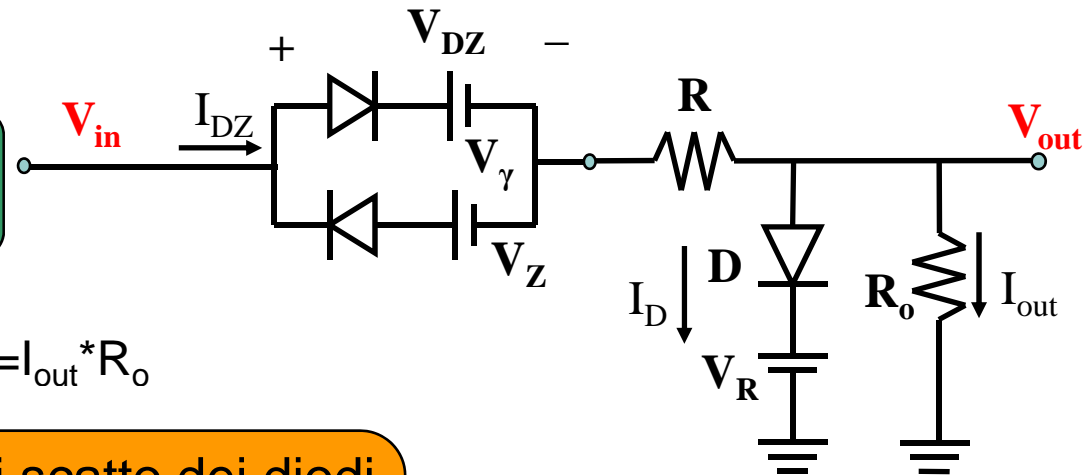 + V_DZ −
V_in I_DZ R V_out
V_γ
V_Z
I_D D R_o I_out
V_R
=I_out*R_o
i scatto dei diodi